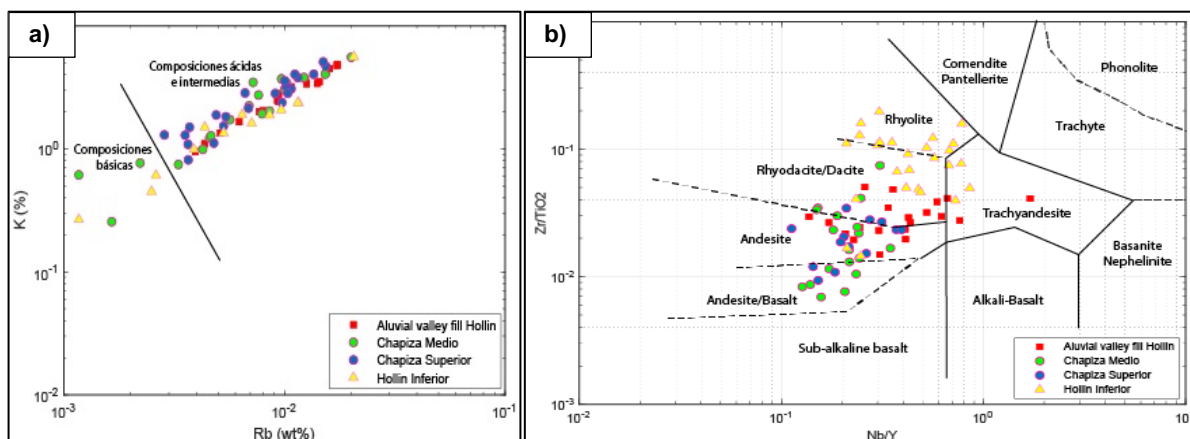 a)
Composiciones ácidas
e intermedias
Composiciones
básicas
K (%)
10^1
10^0
10^-1
10^-2
10^-3
10^-2
10^-1
Rb (wt%)
Aluvial valley fill Hollin
Chapiza Medio
Chapiza Superior
Hollin Inferior
b)
Comendite
Pantellerite
Phonolite
Rhyolite
Trachyte
Rhyodacite/Dacite
Trachyandesite
Andesite
Basanite
Nephelinite
Andesite/Basalt
Alkali-Basalt
Sub-alkaline basalt
Zr/TiO2
10^-1
10^-2
10^-3
10^-2
10^-1
10^0
10
Nb/Y
Aluvial valley fill Hollin
Chapiza Medio
Chapiza Superior
Hollin Inferior